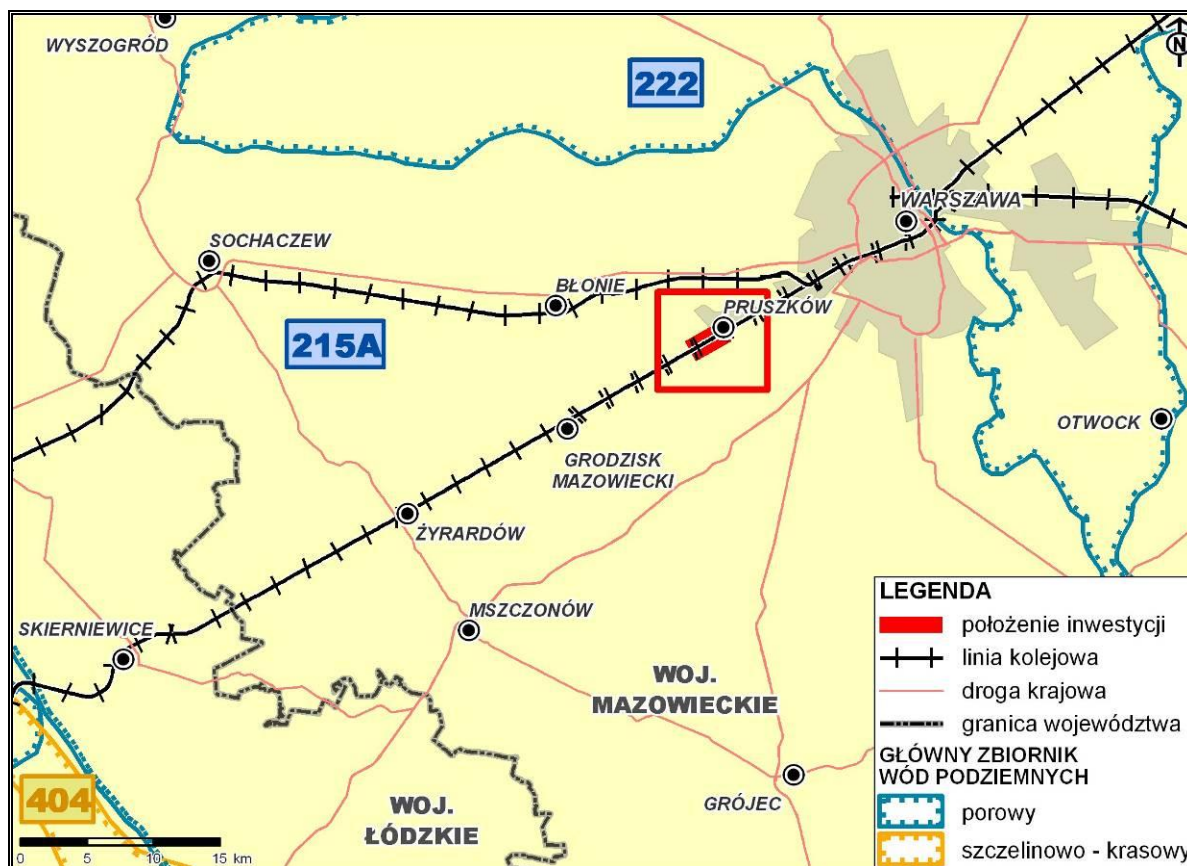 WYSZOGRÓD
222
N
WARSZAWA
SOCHACZEW
BŁONIE
PRUSZKÓW
215A
OTWOCK
GRODZISK
MAZOWIECKI
ŻYRARDÓW
MSZCZONÓW
SKIERNIEWICE
WOJ.
MAZOWIECKIE
GRÓJEC
404
WOJ.
ŁÓDZKIE
0 5 10 15 km
LEGENDA
położenie inwestycji
linia kolejowa
droga krajowa
granica województwa
GŁÓWNY ZBIORNIK
WÓD PODZIEMNYCH
porowy
szczelinowo - krasowy